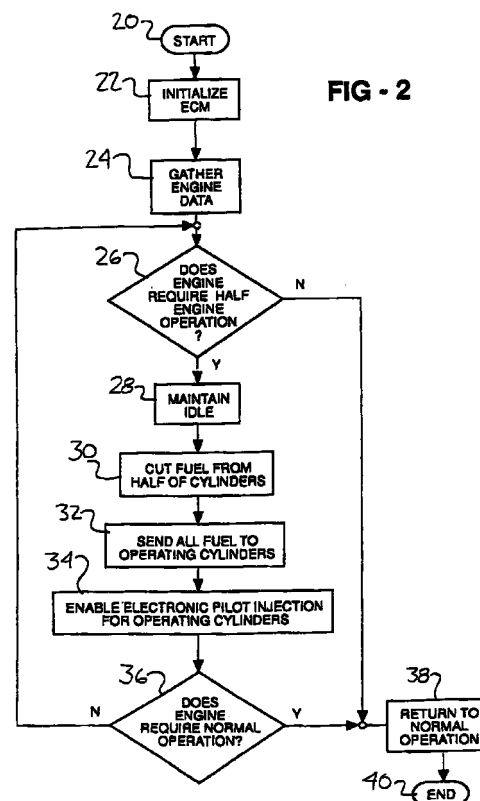 20
START
22
INITIALIZE
ECM
FIG - 2
24
GATHER
ENGINE
DATA
26
DOES
ENGINE
REQUIRE HALF
ENGINE
OPERATION
?
N
Y
28
MAINTAIN
IDLE
30
CUT FUEL FROM
HALF OF CYLINDERS
32
SEND ALL FUEL TO
OPERATING CYLINDERS
34
ENABLE ELECTRONIC PILOT INJECTION
FOR OPERATING CYLINDERS
36
DOES
ENGINE
REQUIRE NORMAL
OPERATION?
N
Y
38
RETURN TO
NORMAL
OPERATION
40
END